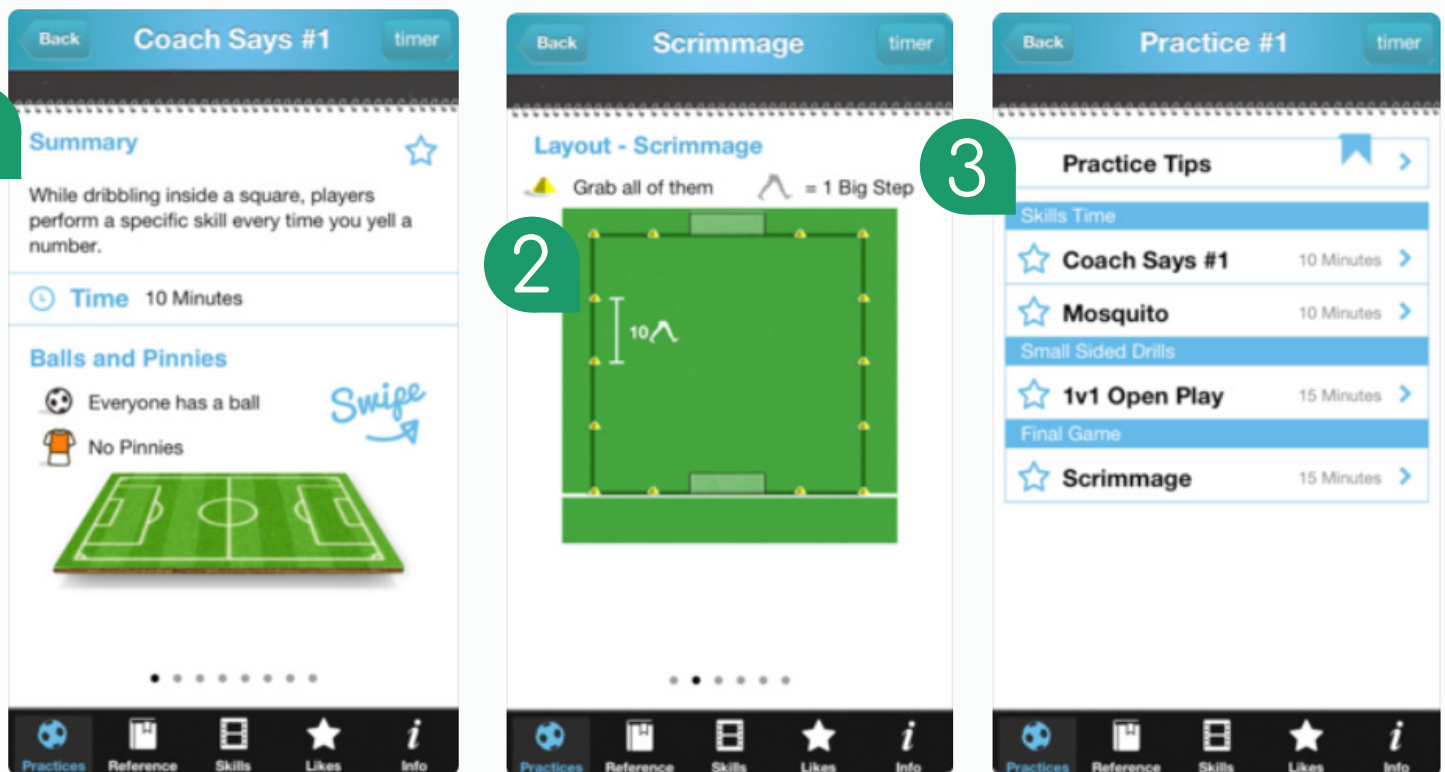 Back Coach Says #1 timer
Summary
While dribbling inside a square, players
perform a specific skill every time you yell a
number.
Time 10 Minutes
Balls and Pinnies
Everyone has a ball
Swipe
No Pinnies
Practices Reference Skills Likes Info
Back Scrimmage timer
Layout - Scrimmage
Grab all of them = 1 Big Step
2
10
Practices Reference Skills Likes Info
Back Practice #1 timer
3
Practice Tips
Skills Time
Coach Says #1 10 Minutes
Mosquito 10 Minutes
Small Sided Drills
1v1 Open Play 15 Minutes
Final Game
Scrimmage 15 Minutes
Practices Reference Skills Likes Info